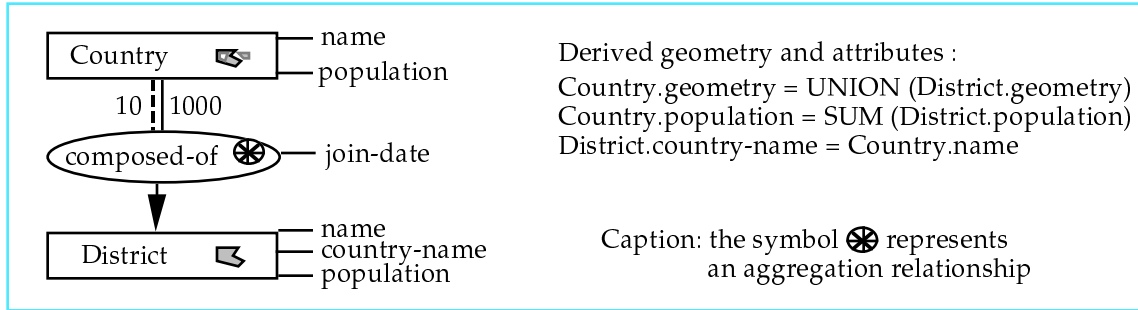 Country
name
population
10
1000
composed-of
join-date
District
name
country-name
population
Derived geometry and attributes :
Country.geometry = UNION (District.geometry)
Country.population = SUM (District.population)
District.country-name = Country.name
Caption: the symbol represents
an aggregation relationship